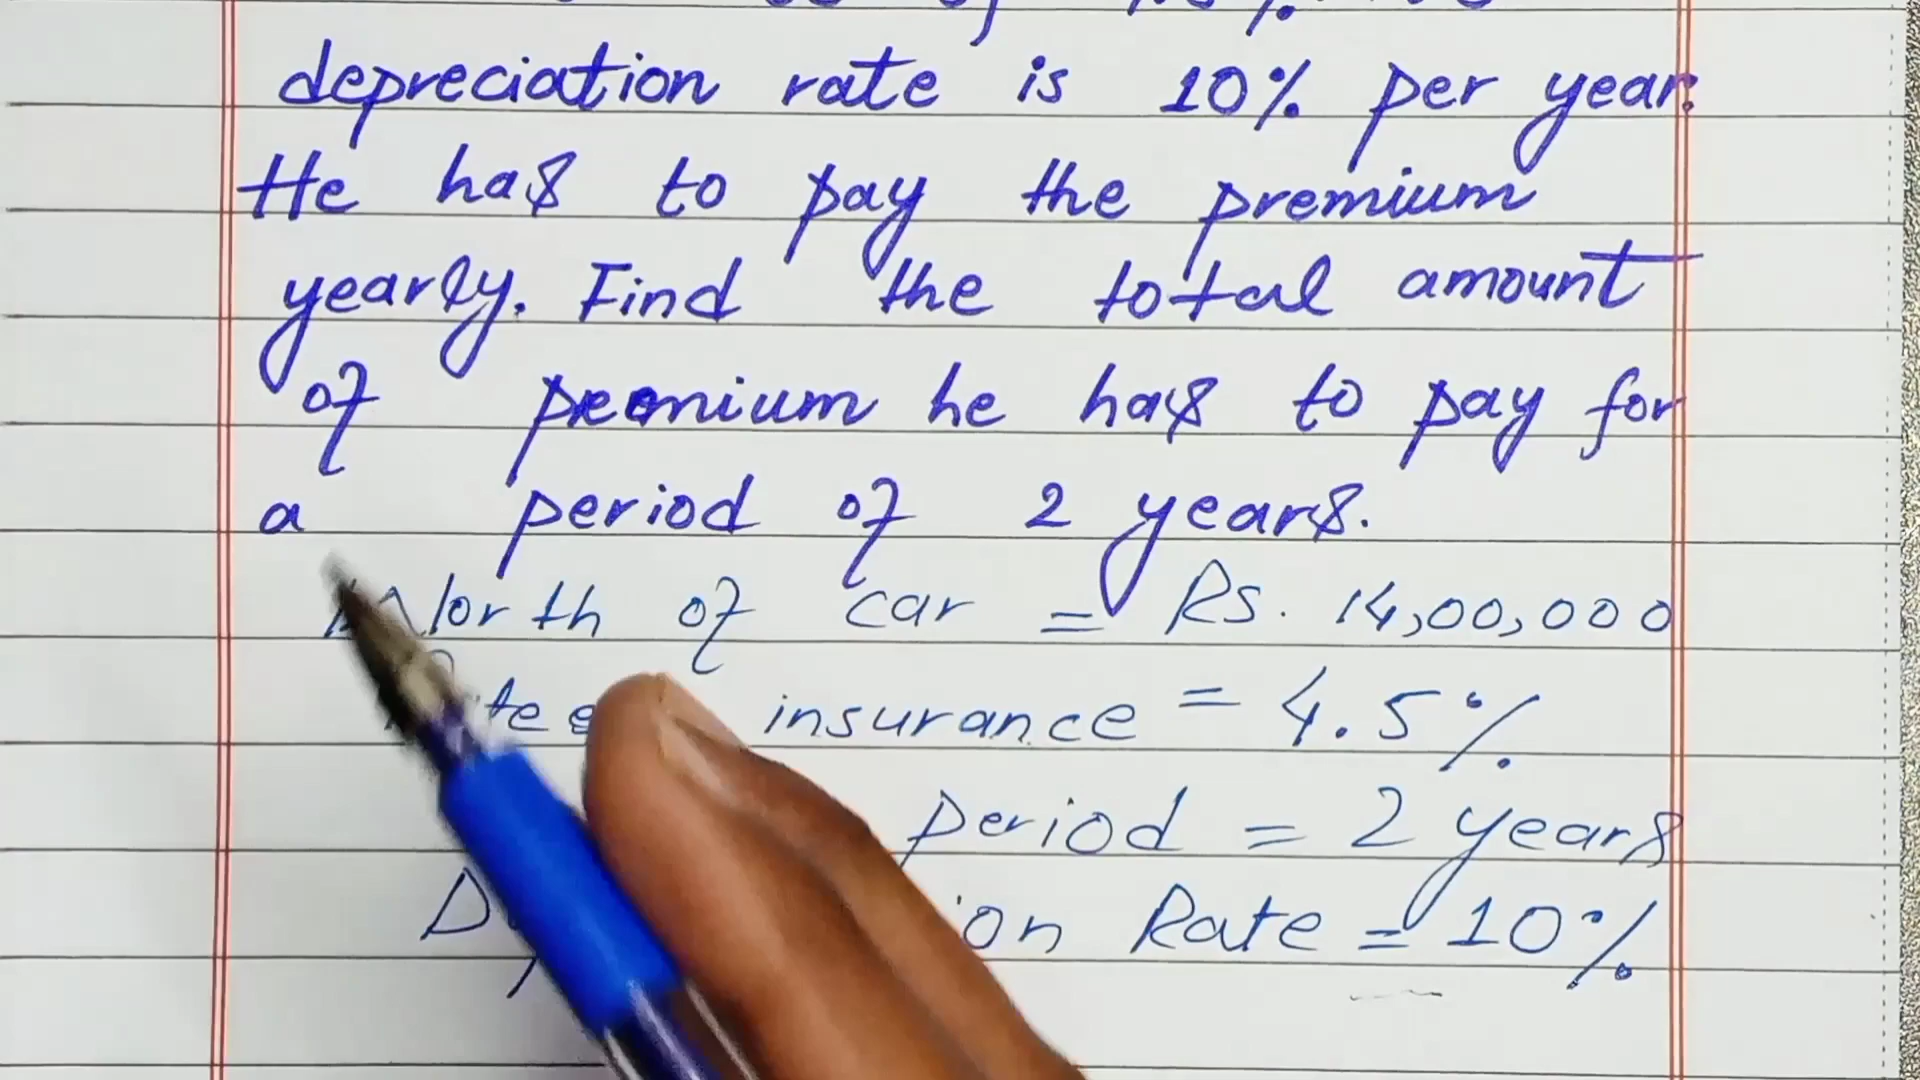 depreciation rate is 10% per year.
He has to pay the premium
yearly. Find the total amount
of premium he has to pay for
a period of 2 years.
Worth of car = Rs. 14,00,000
insurance = 4.5%
period = 2 years
Rate = 10%